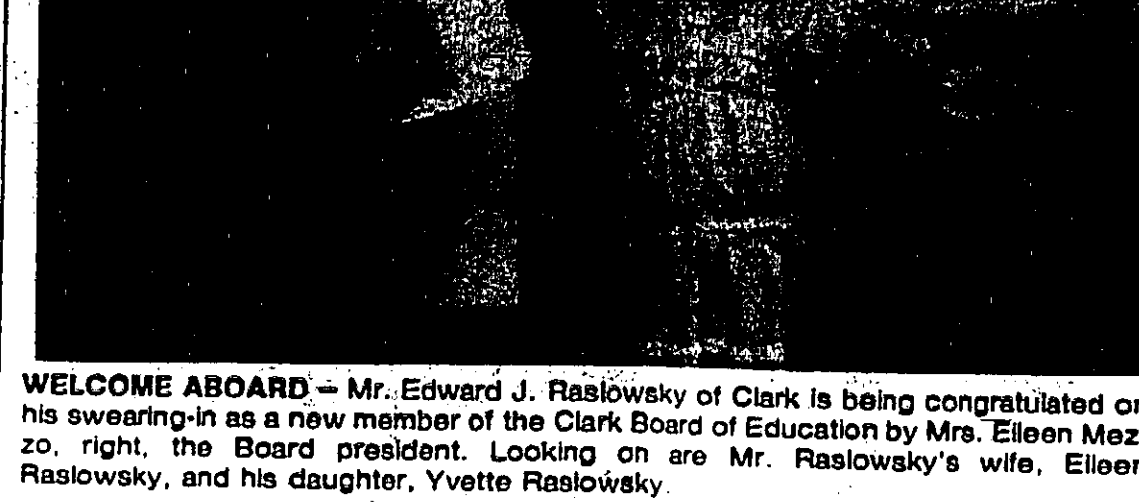 WELCOME ABOARD — Mr. Edward J. Raslowsky of Clark is being congratulated on
his swearing-in as a new member of the Clark Board of Education by Mrs. Eileen Mez
zo, right, the Board president. Looking on are Mr. Raslowsky's wife, Eileen
Raslowsky, and his daughter, Yvette Raslowsky.